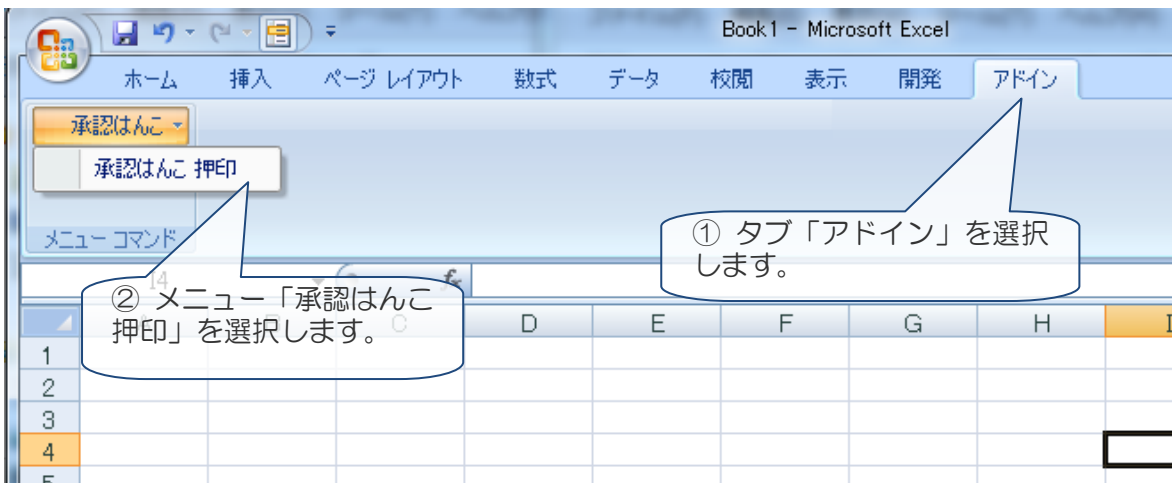 Book1 - Microsoft Excel
ホーム 挿入 ページ レイアウト 数式 データ 校閲 表示 開発 アドイン
承認はんこ
承認はんこ 押印
メニュー コマンド
① タブ「アドイン」を選択
します。
I4 fx
② メニュー「承認はんこ
押印」を選択します。
A B C D E F G H I
1
2
3
4
5